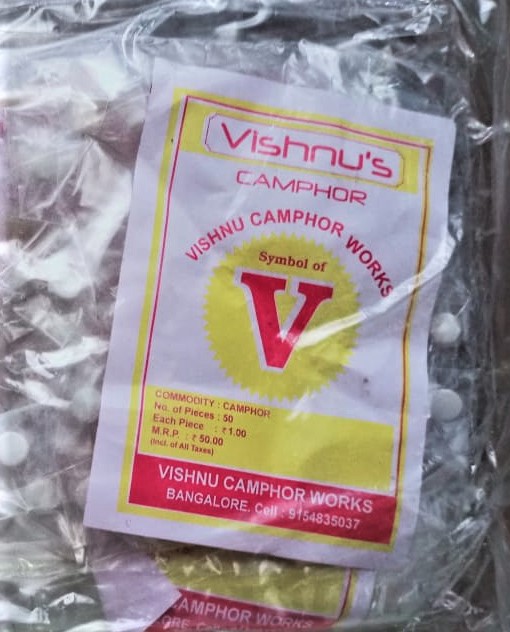 Vishnu's
CAMPHOR
VISHNU CAMPHOR WORKS
Symbol of
V
COMMODITY : CAMPHOR
No. of Pieces : 50
Each Piece : ₹ 1.00
M.R.P. : ₹ 50.00
(Incl. of All Taxes)
VISHNU CAMPHOR WORKS
BANGALORE. Cell : 9154835037
CAMPHOR WORKS